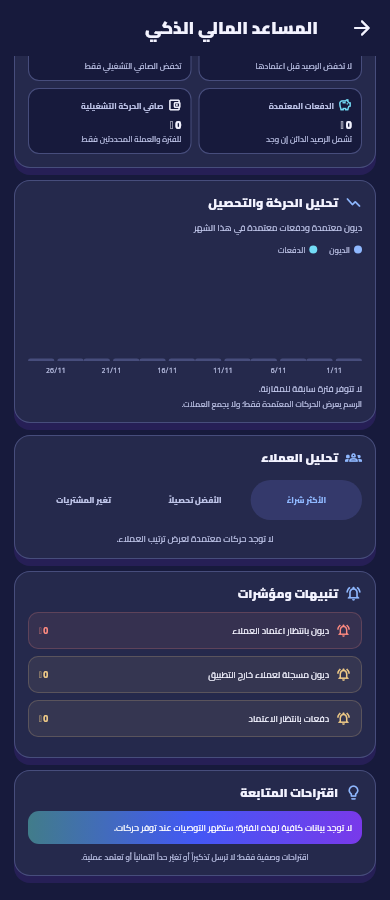 المساعد المالي الذكي
لا تخفض الرصيد قبل اعتمادها
تخفض الصافي التشغيلي فقط
الدفعات المعتمدة
0
تشمل الرصيد الدائن إن وجد
صافي الحركة التشغيلية
0
للفترة والعملة المحددتين فقط
تحليل الحركة والتحصيل
ديون معتمدة ودفعات معتمدة في هذا الشهر
الديون
الدفعات
1/11
6/11
11/11
16/11
21/11
26/11
لا تتوفر فترة سابقة للمقارنة.
الرسم يعرض الحركات المعتمدة فقط؛ ولا يجمع العملات.
تحليل العملاء
الأكثر شراءً
الأفضل تحصيلاً
تغير المشتريات
لا توجد حركات معتمدة لعرض ترتيب العملاء.
تنبيهات ومؤشرات
ديون بانتظار اعتماد العملاء
0
ديون مسجلة لعملاء خارج التطبيق
0
دفعات بانتظار الاعتماد
0
اقتراحات المتابعة
لا توجد بيانات كافية لهذه الفترة؛ ستظهر التوصيات عند توفر حركات.
اقتراحات وصفية فقط؛ لا ترسل تذكيراً أو تغيّر حداً ائتمانياً أو تعتمد عملية.